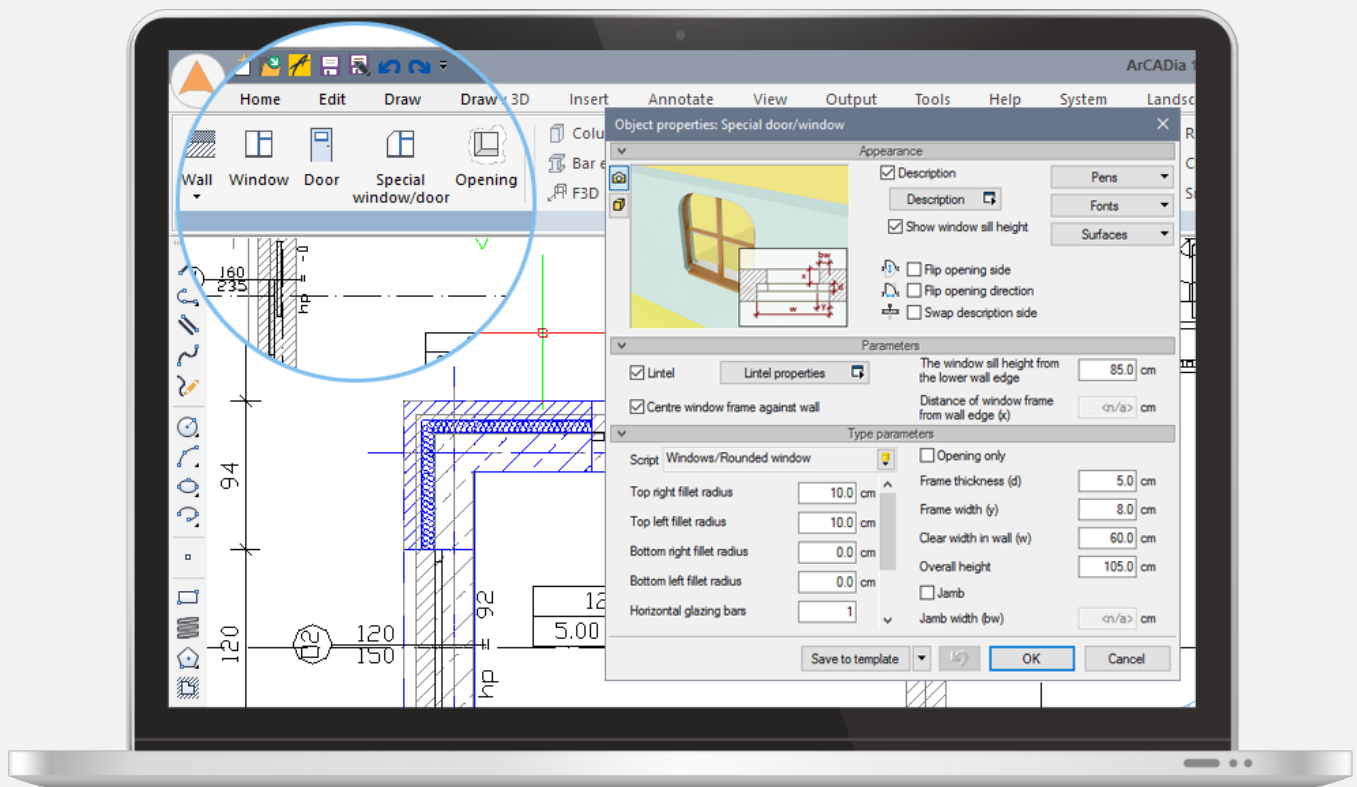 ArCADia 1
Home Edit Draw Draw 3D Insert Annotate View Output Tools Help System Landsc
Wall Window Door Special window/door Opening
Colu
Bar e
F3D
Object properties: Special door/window
Appearance
Description
Description
Show window sill height
Pens
Fonts
Surfaces
Flip opening side
Flip opening direction
Swap description side
bw
x
d
w
Y
Parameters
Lintel
Lintel properties
The window sill height from
the lower wall edge
85.0 cm
Centre window frame against wall
Distance of window frame
from wall edge (x)
<n/a> cm
Type parameters
Script Windows/Rounded window
Top right fillet radius 10.0 cm
Top left fillet radius 10.0 cm
Bottom right fillet radius 0.0 cm
Bottom left fillet radius 0.0 cm
Horizontal glazing bars 1
Opening only
Frame thickness (d) 5.0 cm
Frame width (y) 8.0 cm
Clear width in wall (w) 60.0 cm
Overall height 105.0 cm
Jamb
Jamb width (bw) <n/a> cm
Save to template
OK
Cancel
160
235
hp = -0
94
120
120
150
hp = 92
12
5.00